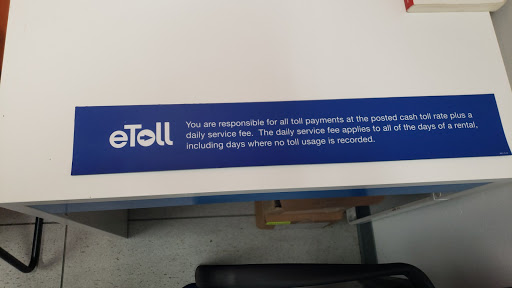 eToll
You are responsible for all toll payments at the posted cash toll rate plus a
daily service fee. The daily service fee applies to all of the days of a rental,
including days where no toll usage is recorded.